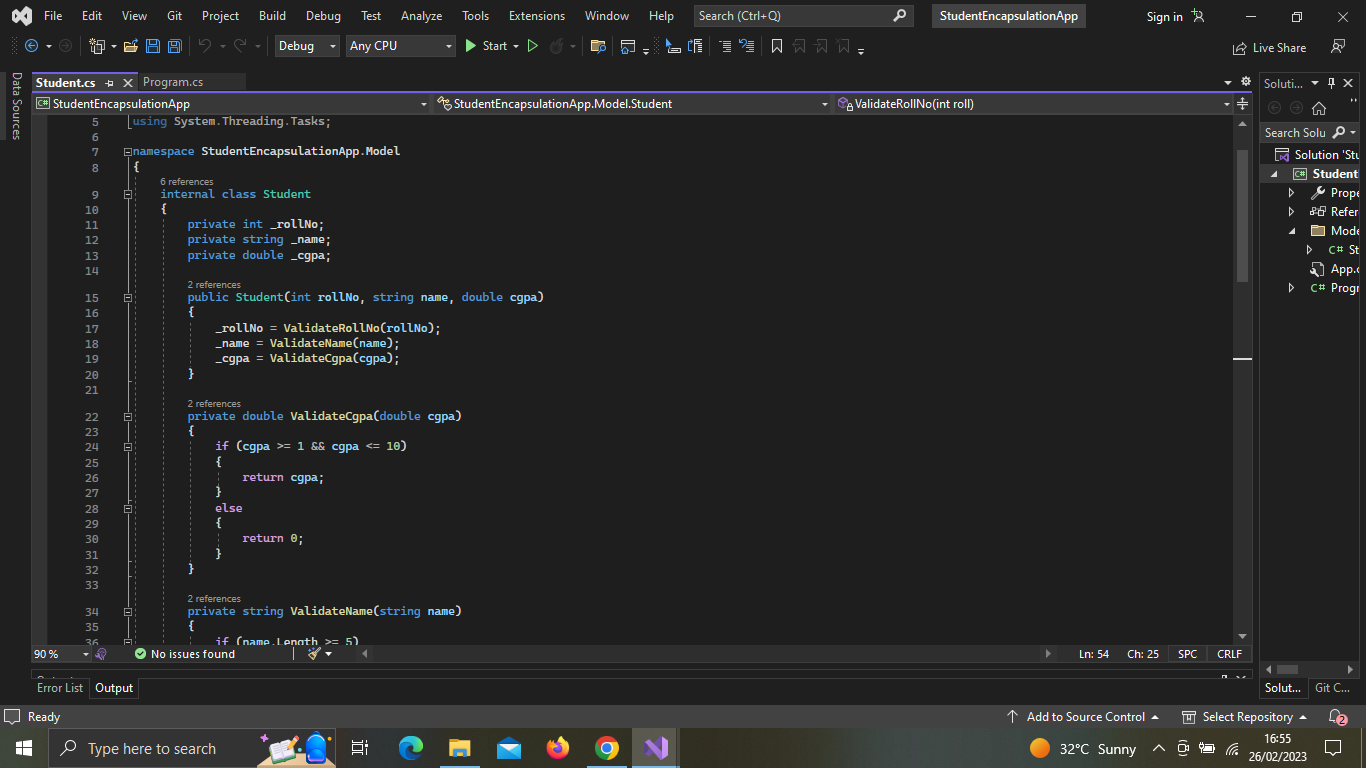 File Edit View Git Project Build Debug Test Analyze Tools Extensions Window Help Search (Ctrl+Q) StudentEncapsulationApp Sign in
Debug Any CPU Start Live Share
Data Sources
Student.cs Program.cs Soluti...
StudentEncapsulationApp StudentEncapsulationApp.Model.Student ValidateRollNo(int roll)
5 using System.Threading.Tasks;
6
7 namespace StudentEncapsulationApp.Model
8 {
6 references
9 internal class Student
10 {
11 private int _rollNo;
12 private string _name;
13 private double _cgpa;
14
2 references
15 public Student(int rollNo, string name, double cgpa)
16 {
17 _rollNo = ValidateRollNo(rollNo);
18 _name = ValidateName(name);
19 _cgpa = ValidateCgpa(cgpa);
20 }
21
2 references
22 private double ValidateCgpa(double cgpa)
23 {
24 if (cgpa >= 1 && cgpa <= 10)
25 {
26 return cgpa;
27 }
28 else
29 {
30 return 0;
31 }
32 }
33
2 references
34 private string ValidateName(string name)
35 {
36 if (name.Length >= 5)
Search Solu
Solution 'Stu
C# Student
Prope
Refer
Mode
C# St
App.c
C# Progr
90 % No issues found Ln: 54 Ch: 25 SPC CRLF
Error List Output Solut... Git C...
Ready Add to Source Control Select Repository 2
Type here to search 32°C Sunny 16:55
26/02/2023